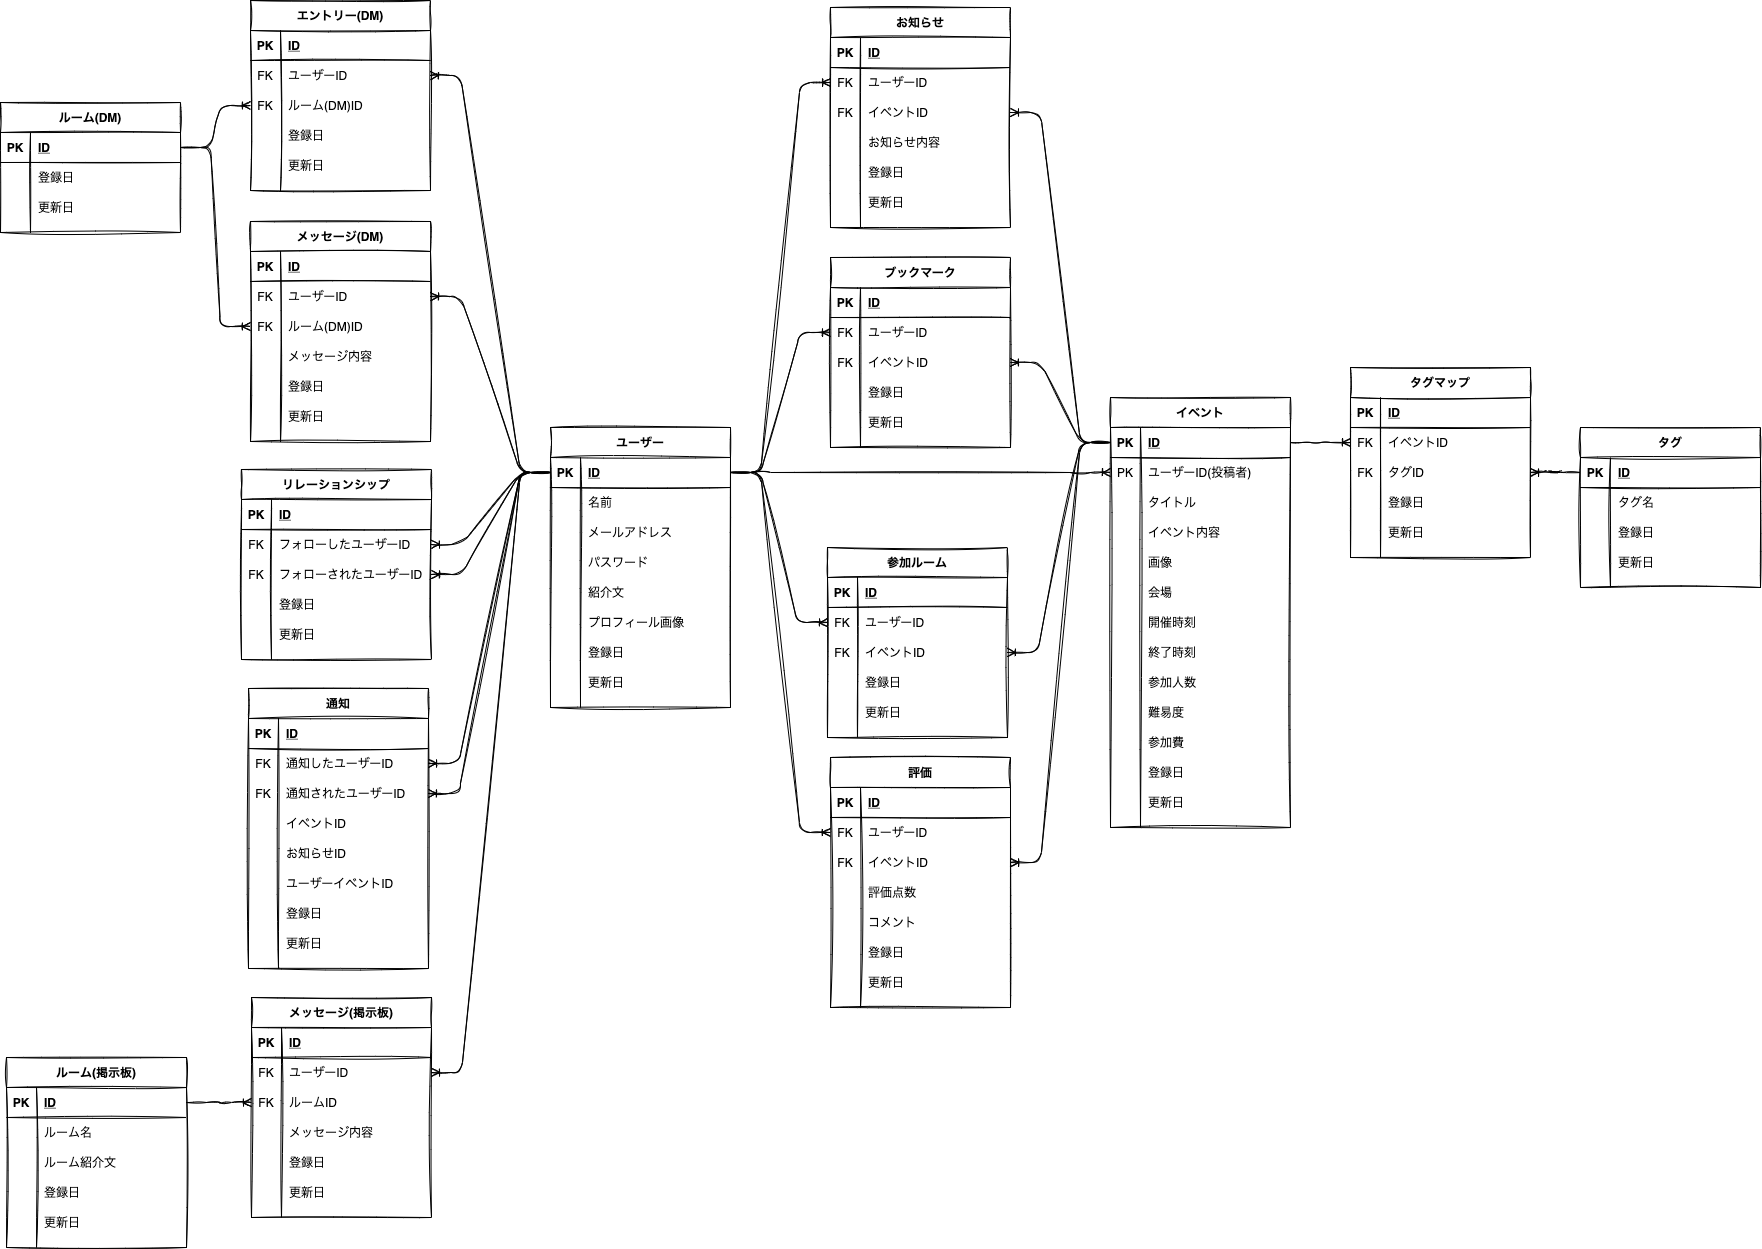 エントリー(DM)
PK ID
FK ユーザーID
FK ルーム(DM)ID
登録日
更新日
ルーム(DM)
PK ID
登録日
更新日
メッセージ(DM)
PK ID
FK ユーザーID
FK ルーム(DM)ID
メッセージ内容
登録日
更新日
リレーションシップ
PK ID
FK フォローしたユーザーID
FK フォローされたユーザーID
登録日
更新日
通知
PK ID
FK 通知したユーザーID
FK 通知されたユーザーID
イベントID
お知らせID
ユーザーイベントID
登録日
更新日
メッセージ(掲示板)
PK ID
FK ユーザーID
FK ルームID
メッセージ内容
登録日
更新日
ルーム(掲示板)
PK ID
ルーム名
ルーム紹介文
登録日
更新日
ユーザー
PK ID
名前
メールアドレス
パスワード
紹介文
プロフィール画像
登録日
更新日
お知らせ
PK ID
FK ユーザーID
FK イベントID
お知らせ内容
登録日
更新日
ブックマーク
PK ID
FK ユーザーID
FK イベントID
登録日
更新日
参加ルーム
PK ID
FK ユーザーID
FK イベントID
登録日
更新日
評価
PK ID
FK ユーザーID
FK イベントID
評価点数
コメント
登録日
更新日
イベント
PK ID
PK ユーザーID(投稿者)
タイトル
イベント内容
画像
会場
開催時刻
終了時刻
参加人数
難易度
参加費
登録日
更新日
タグマップ
PK ID
FK イベントID
FK タグID
登録日
更新日
タグ
PK ID
タグ名
登録日
更新日